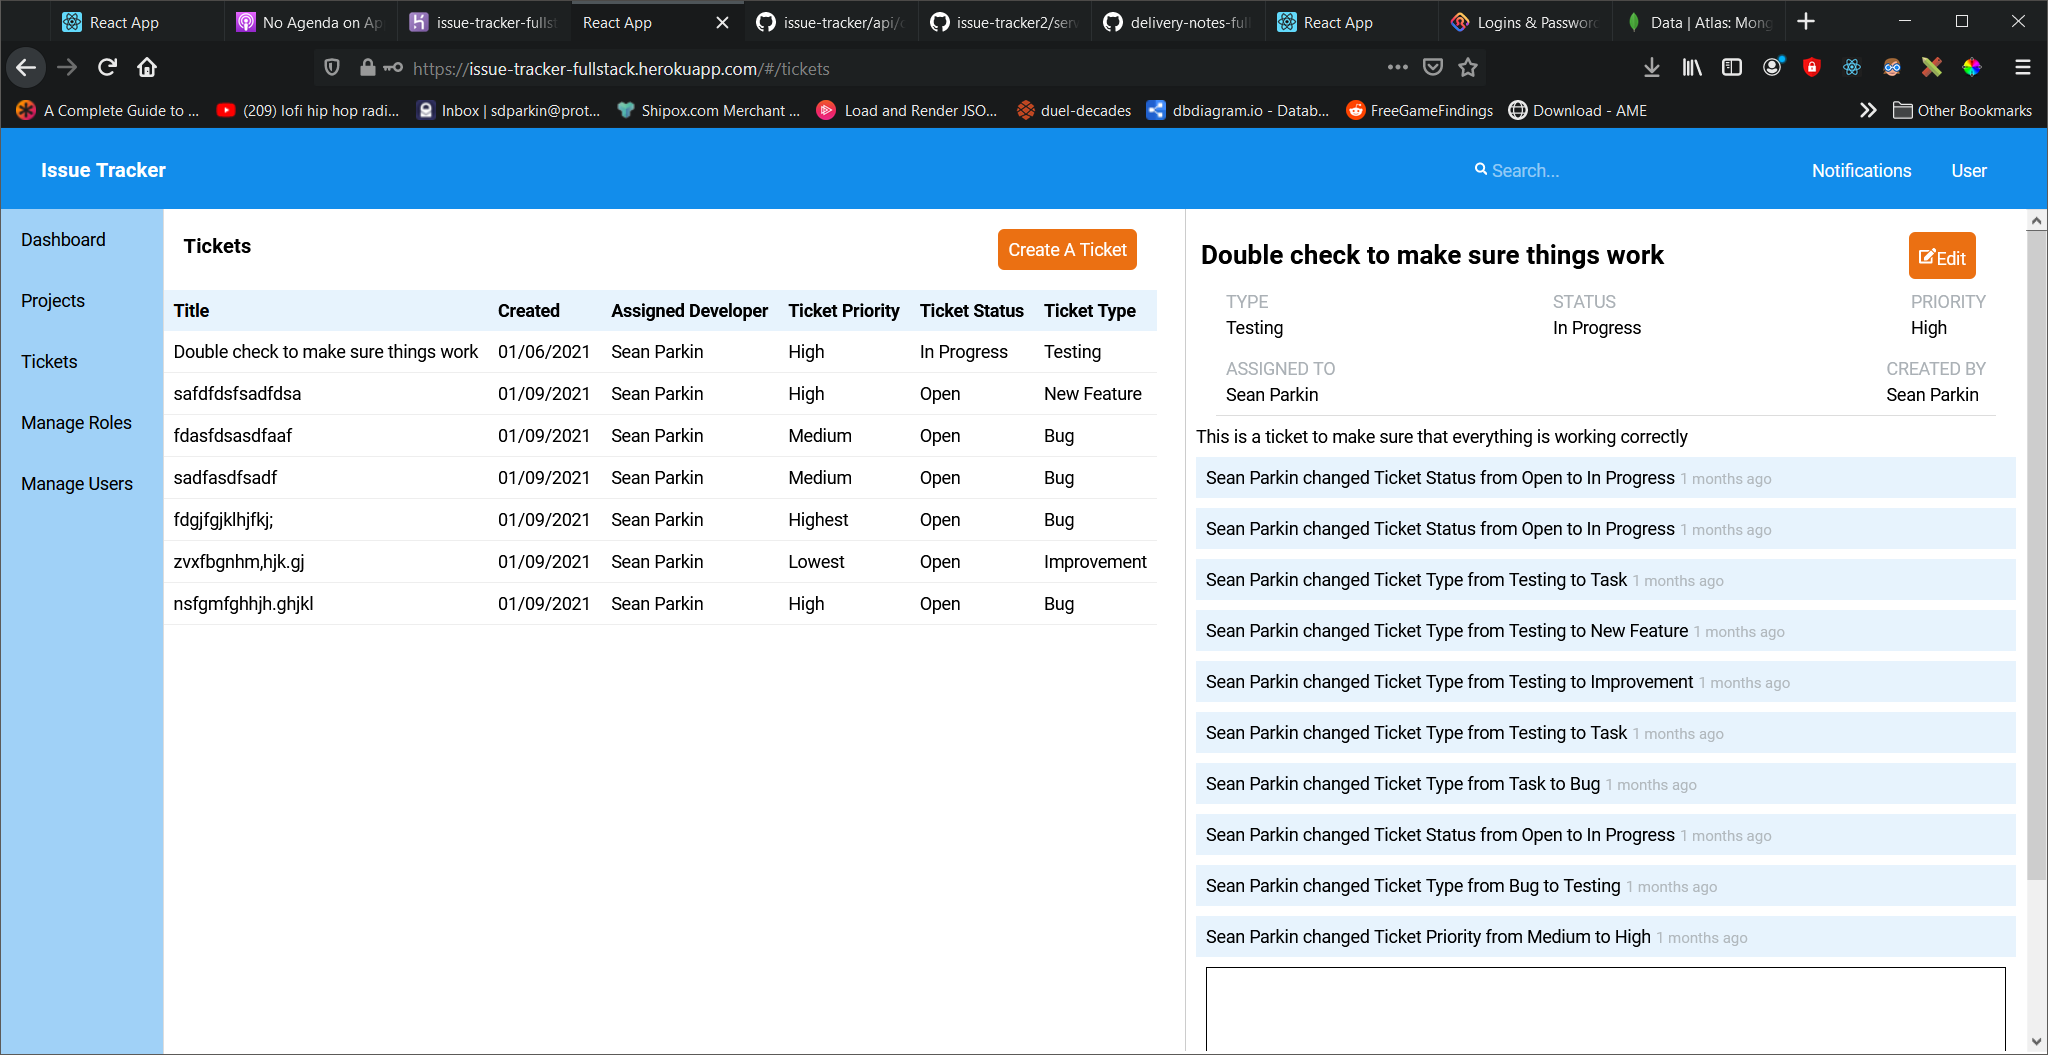 React App
No Agenda on Ap
issue-tracker-fullst
React App
issue-tracker/api/
issue-tracker2/serv
delivery-notes-full
React App
Logins & Password
Data | Atlas: Mong
https://issue-tracker-fullstack.herokuapp.com/#/tickets
A Complete Guide to ...
(209) lofi hip hop radi...
Inbox | sdparkin@prot...
Shipox.com Merchant ...
Load and Render JSO...
duel-decades
dbdiagram.io - Datab...
FreeGameFindings
Download - AME
Other Bookmarks
Issue Tracker
Search...
Notifications
User
Dashboard
Projects
Tickets
Manage Roles
Manage Users
Tickets
Create A Ticket
Title Created Assigned Developer Ticket Priority Ticket Status Ticket Type
Double check to make sure things work 01/06/2021 Sean Parkin High In Progress Testing
safdfdsfsadfdsa 01/09/2021 Sean Parkin High Open New Feature
fdasfdsasdfaaf 01/09/2021 Sean Parkin Medium Open Bug
sadfasdfsadf 01/09/2021 Sean Parkin Medium Open Bug
fdgjfgjklhjfkj; 01/09/2021 Sean Parkin Highest Open Bug
zvxfbgnhm,hjk.gj 01/09/2021 Sean Parkin Lowest Open Improvement
nsfgmfghhjh.ghjkl 01/09/2021 Sean Parkin High Open Bug
Double check to make sure things work
Edit
TYPE STATUS PRIORITY
Testing In Progress High
ASSIGNED TO CREATED BY
Sean Parkin Sean Parkin
This is a ticket to make sure that everything is working correctly
Sean Parkin changed Ticket Status from Open to In Progress 1 months ago
Sean Parkin changed Ticket Status from Open to In Progress 1 months ago
Sean Parkin changed Ticket Type from Testing to Task 1 months ago
Sean Parkin changed Ticket Type from Testing to New Feature 1 months ago
Sean Parkin changed Ticket Type from Testing to Improvement 1 months ago
Sean Parkin changed Ticket Type from Testing to Task 1 months ago
Sean Parkin changed Ticket Type from Task to Bug 1 months ago
Sean Parkin changed Ticket Status from Open to In Progress 1 months ago
Sean Parkin changed Ticket Type from Bug to Testing 1 months ago
Sean Parkin changed Ticket Priority from Medium to High 1 months ago